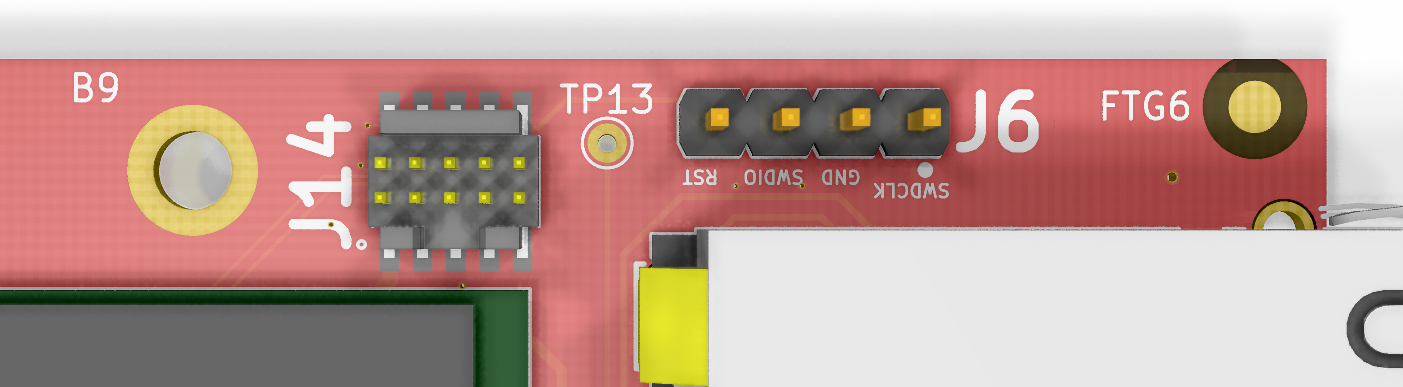 B9
J14
TP13
J6
FTG6
RST SWDIO GND SWDCLK